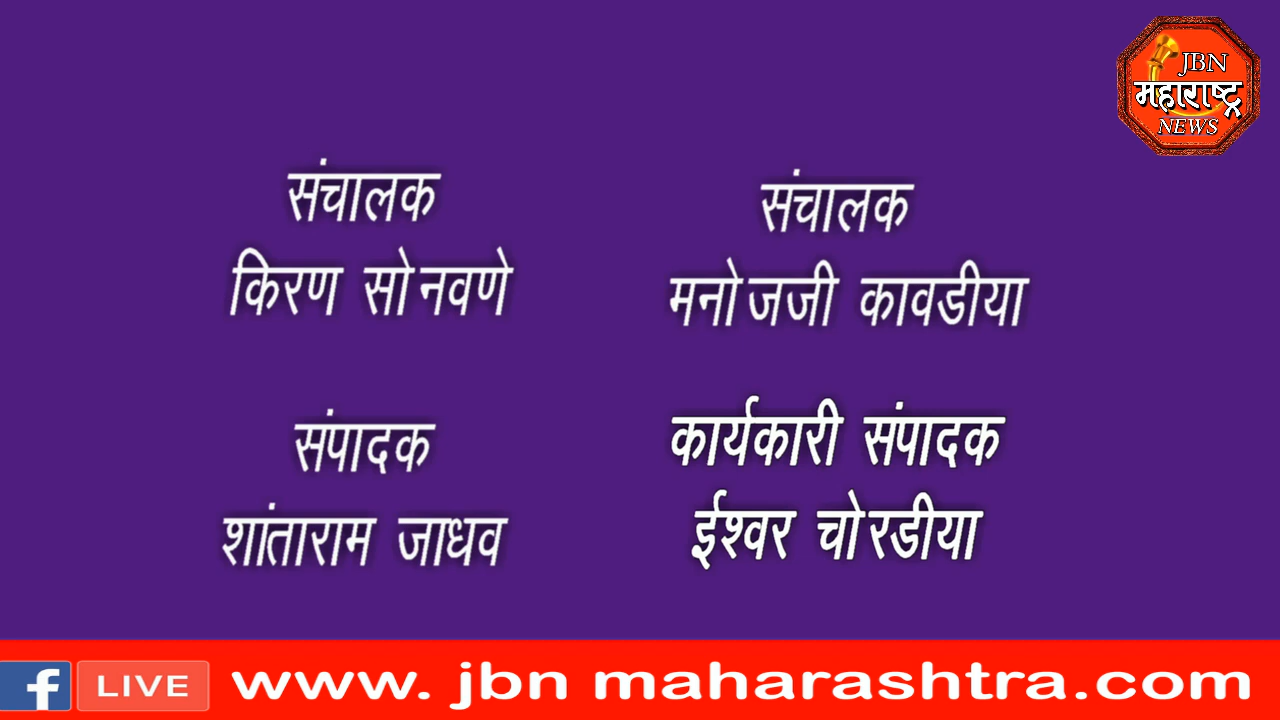 JBN
महाराष्ट्र
NEWS
संचालक
किरण सोनवणे
संचालक
मनोजजी कावडीया
संपादक
शांताराम जाधव
कार्यकारी संपादक
ईश्वर चोरडीया
f LIVE www. jbn maharashtra.com